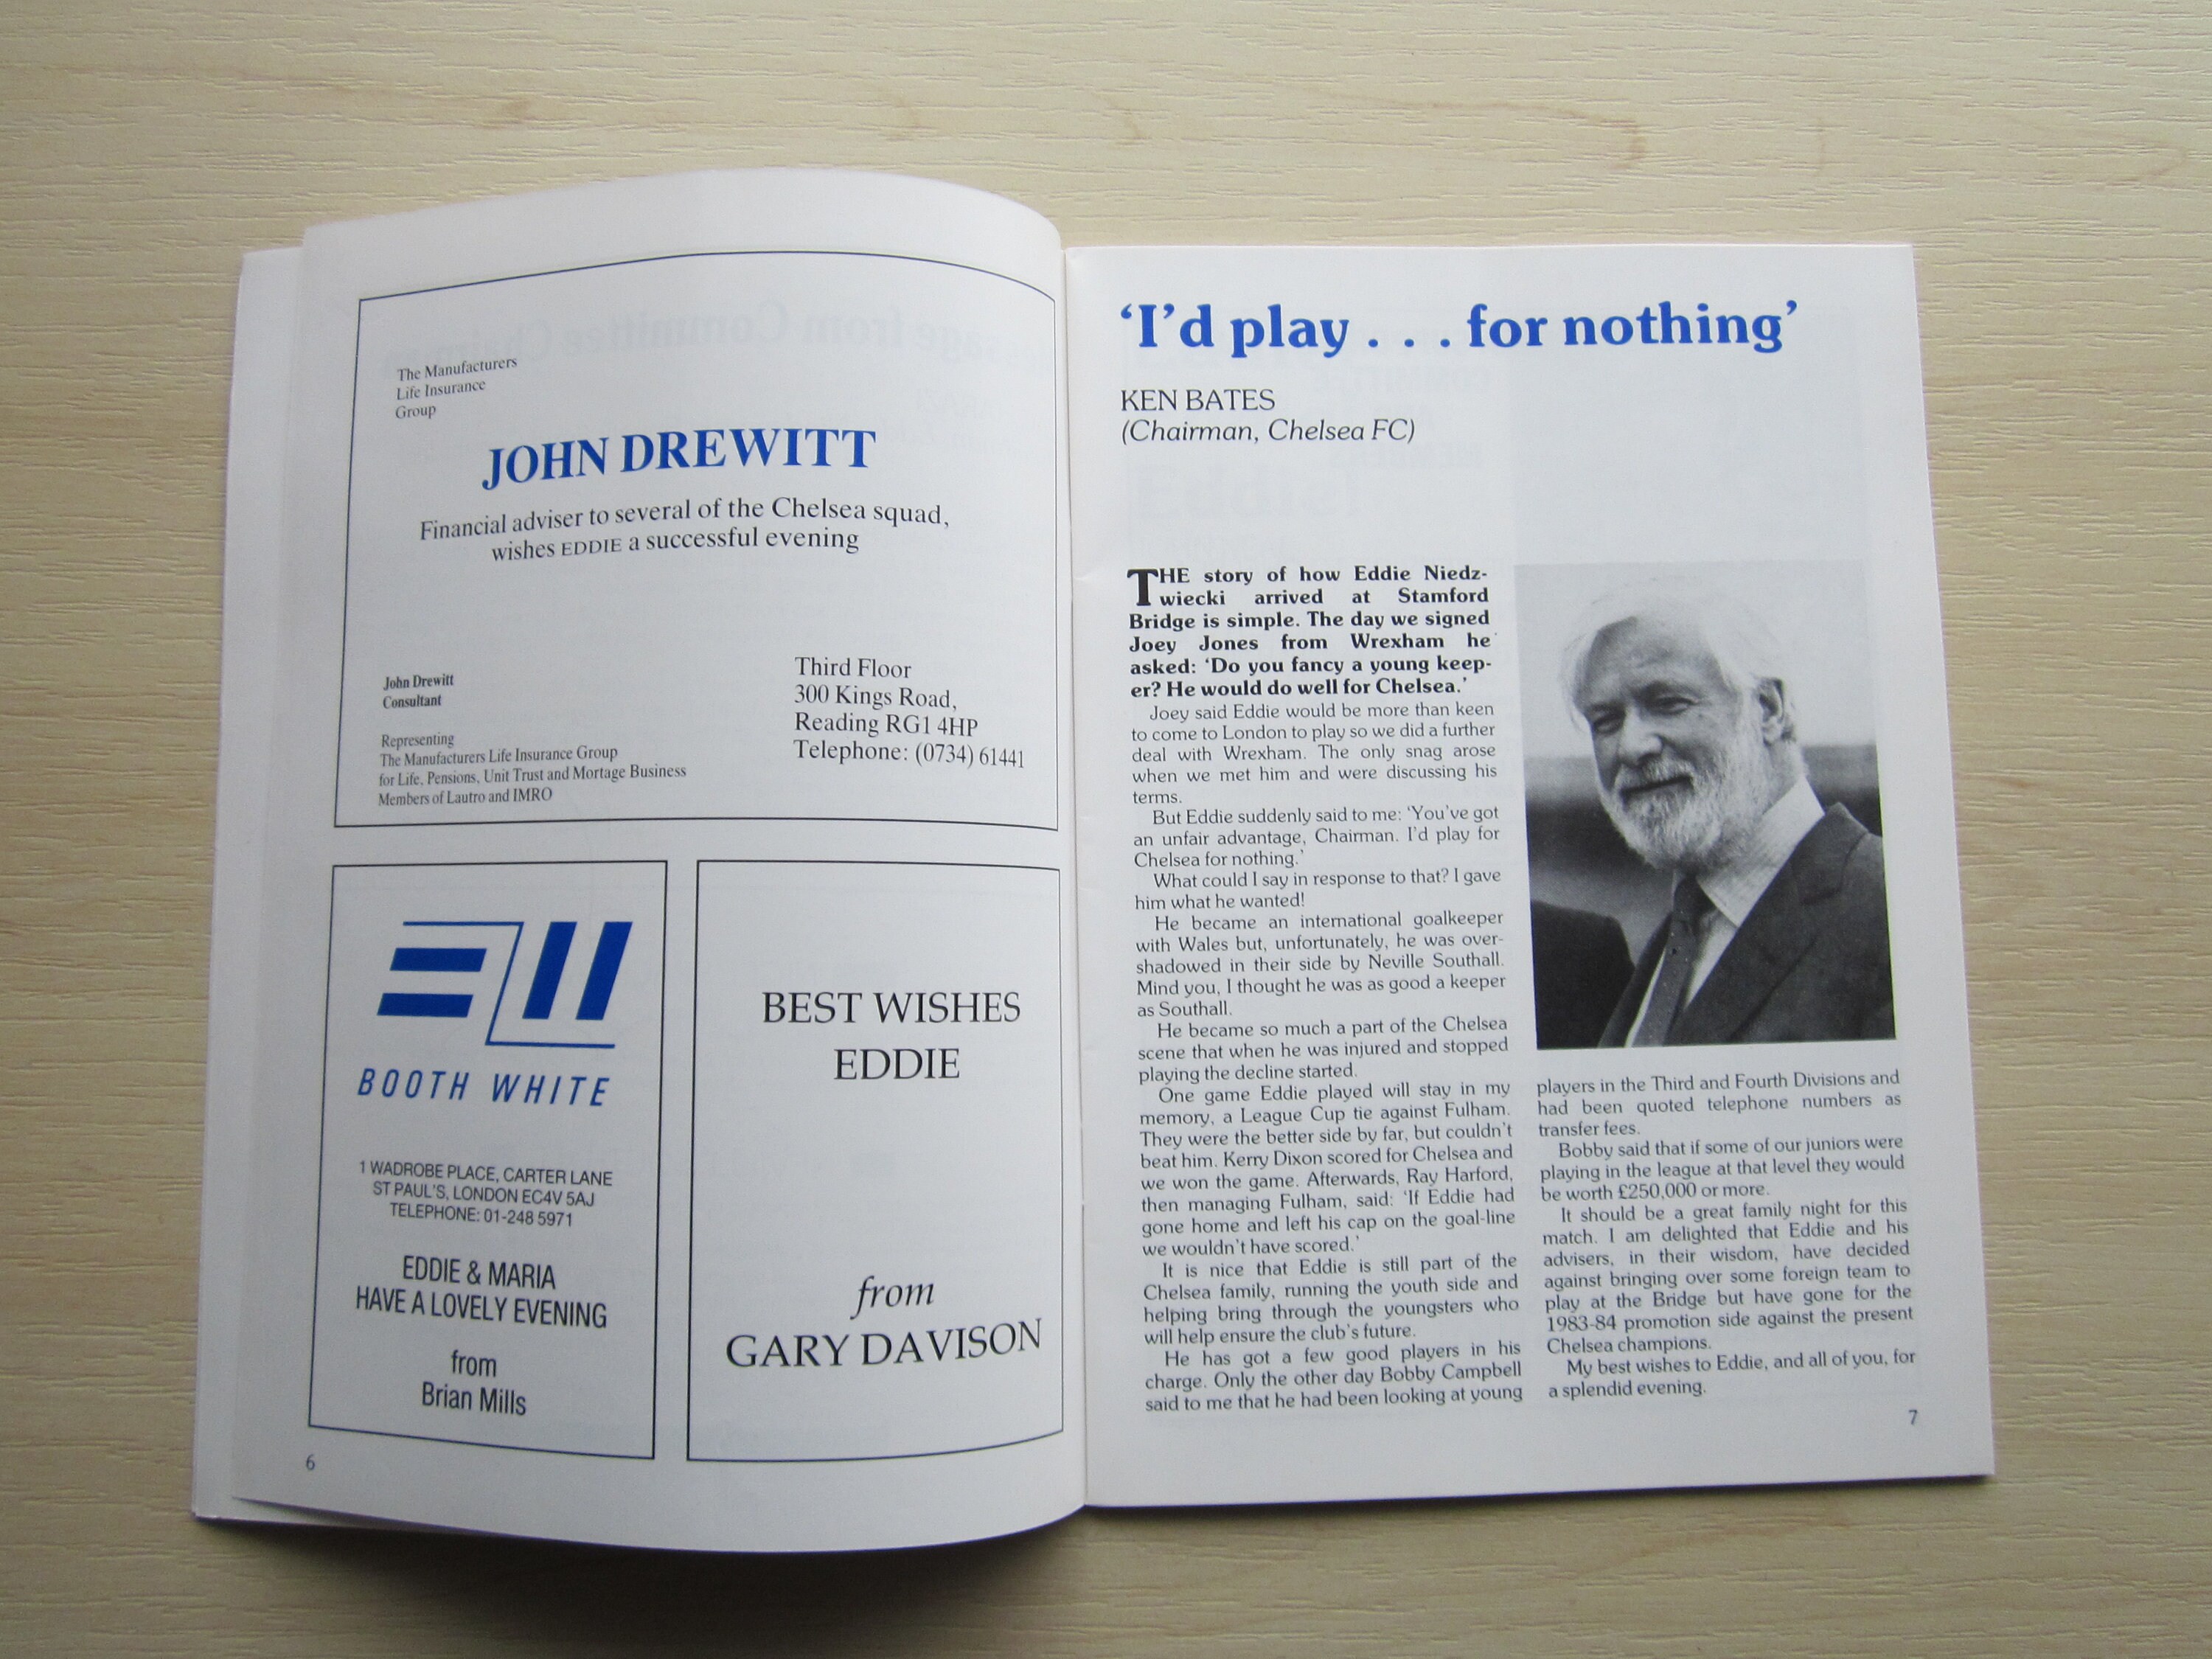 The Manufacturers
Life Insurance
Group
JOHN DREWITT
Financial adviser to several of the Chelsea squad,
wishes EDDIE a successful evening
John Drewitt
Consultant
Representing
The Manufacturers Life Insurance Group
for Life, Pensions, Unit Trust and Mortage Business
Members of Lautro and IMRO
Third Floor
300 Kings Road,
Reading RG1 4HP
Telephone: (0734) 61441
BOOTH WHITE
1 WADROBE PLACE, CARTER LANE
ST PAUL'S, LONDON EC4V 5AJ
TELEPHONE: 01-248 5971
EDDIE & MARIA
HAVE A LOVELY EVENING
from
Brian Mills
BEST WISHES
EDDIE
from
GARY DAVISON
6
‘I’d play . . . for nothing’
KEN BATES
(Chairman, Chelsea FC)
THE story of how Eddie Niedz-
wiecki arrived at Stamford
Bridge is simple. The day we signed
Joey Jones from Wrexham he
asked: ‘Do you fancy a young keep-
er? He would do well for Chelsea.’
Joey said Eddie would be more than keen
to come to London to play so we did a further
deal with Wrexham. The only snag arose
when we met him and were discussing his
terms.
But Eddie suddenly said to me: ‘You’ve got
an unfair advantage, Chairman. I’d play for
Chelsea for nothing.’
What could I say in response to that? I gave
him what he wanted!
He became an international goalkeeper
with Wales but, unfortunately, he was over-
shadowed in their side by Neville Southall.
Mind you, I thought he was as good a keeper
as Southall.
He became so much a part of the Chelsea
scene that when he was injured and stopped
playing the decline started.
One game Eddie played will stay in my
memory, a League Cup tie against Fulham.
They were the better side by far, but couldn’t
beat him. Kerry Dixon scored for Chelsea and
we won the game. Afterwards, Ray Harford,
then managing Fulham, said: ‘If Eddie had
gone home and left his cap on the goal-line
we wouldn’t have scored.’
It is nice that Eddie is still part of the
Chelsea family, running the youth side and
helping bring through the youngsters who
will help ensure the club’s future.
He has got a few good players in his
charge. Only the other day Bobby Campbell
said to me that he had been looking at young
players in the Third and Fourth Divisions and
had been quoted telephone numbers as
transfer fees.
Bobby said that if some of our juniors were
playing in the league at that level they would
be worth £250,000 or more.
It should be a great family night for this
match. I am delighted that Eddie and his
advisers, in their wisdom, have decided
against bringing over some foreign team to
play at the Bridge but have gone for the
1983-84 promotion side against the present
Chelsea champions.
My best wishes to Eddie, and all of you, for
a splendid evening.
7